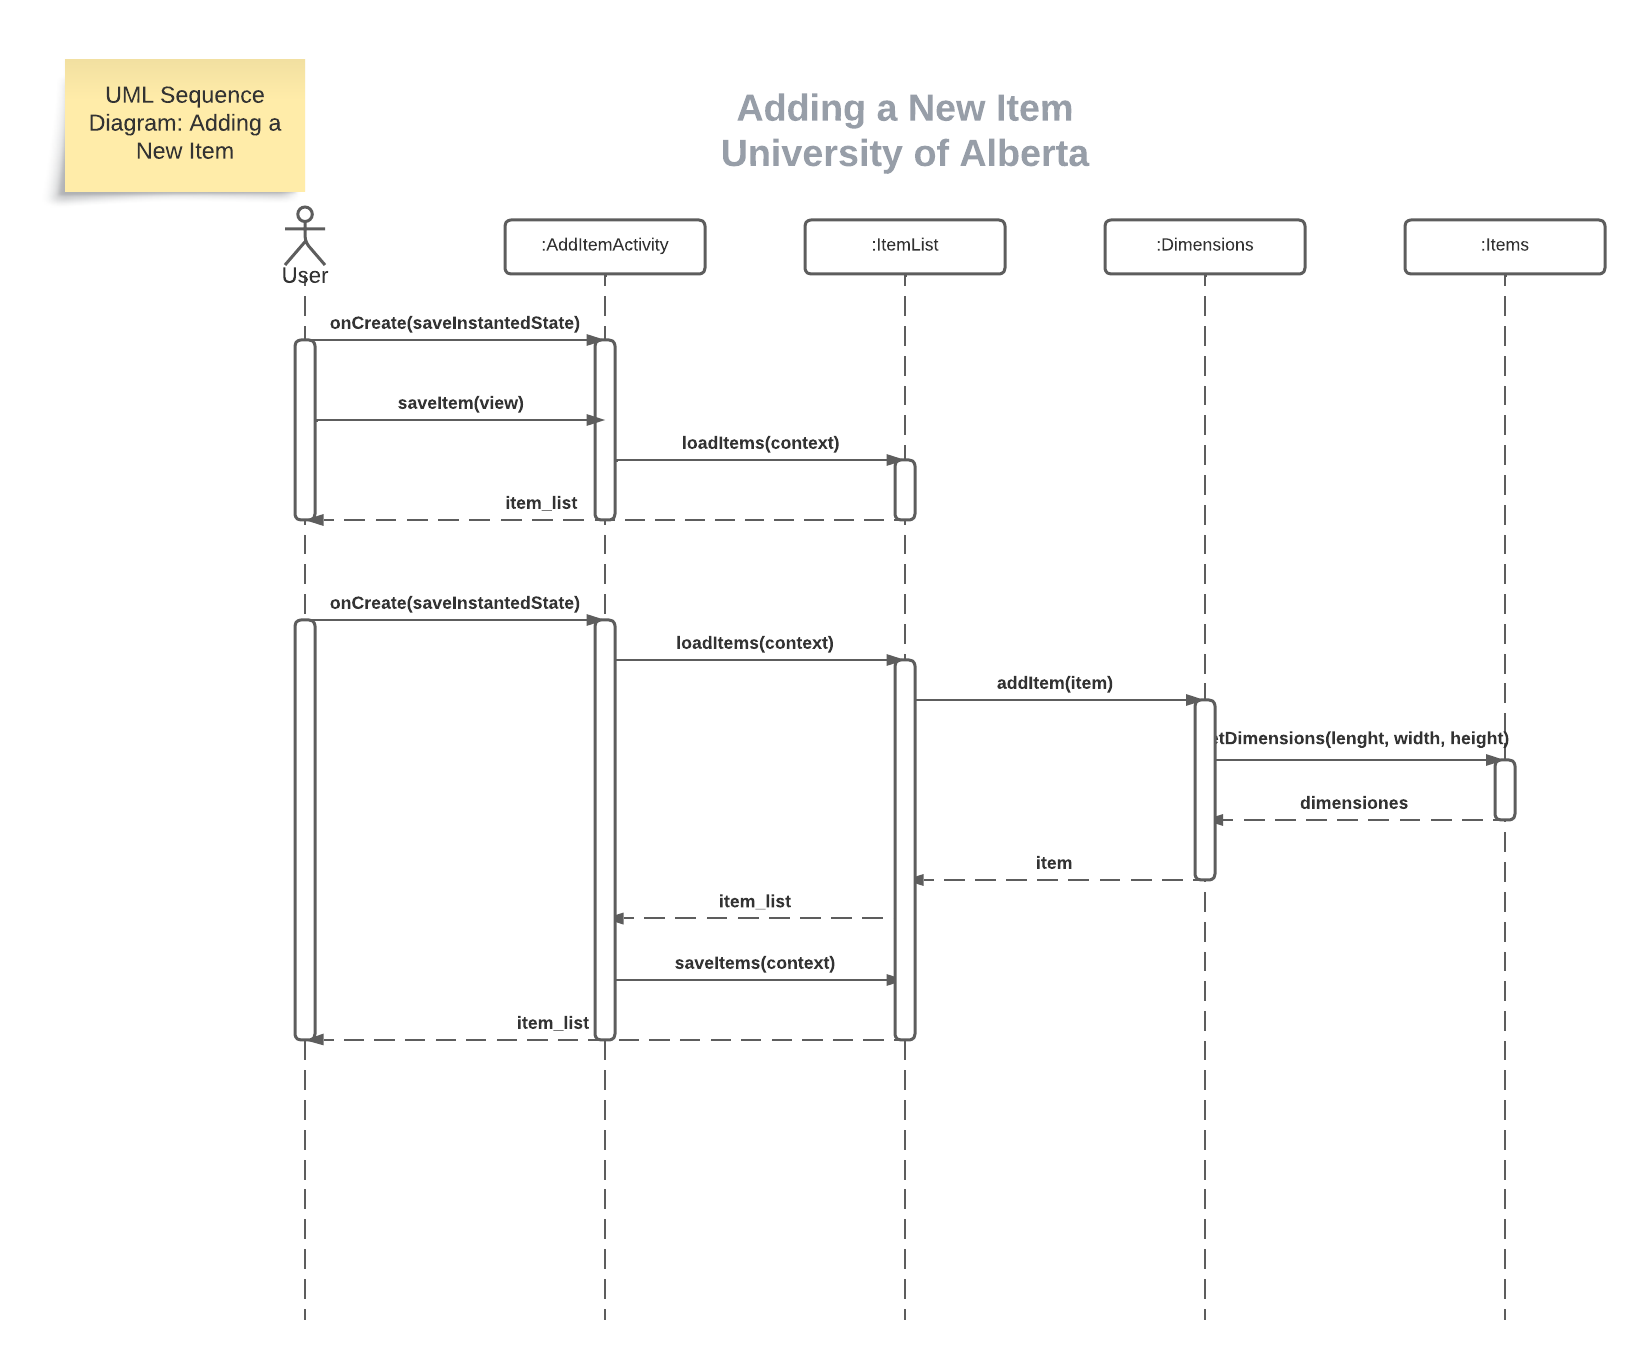 UML Sequence
Diagram: Adding a
New Item
Adding a New Item
University of Alberta
User
:AddItemActivity
:ItemList
:Dimensions
:Items
onCreate(saveInstantedState)
saveItem(view)
loadItems(context)
item_list
onCreate(saveInstantedState)
loadItems(context)
addItem(item)
etDimensions(lenght, width, height)
dimensiones
item
item_list
saveItems(context)
item_list